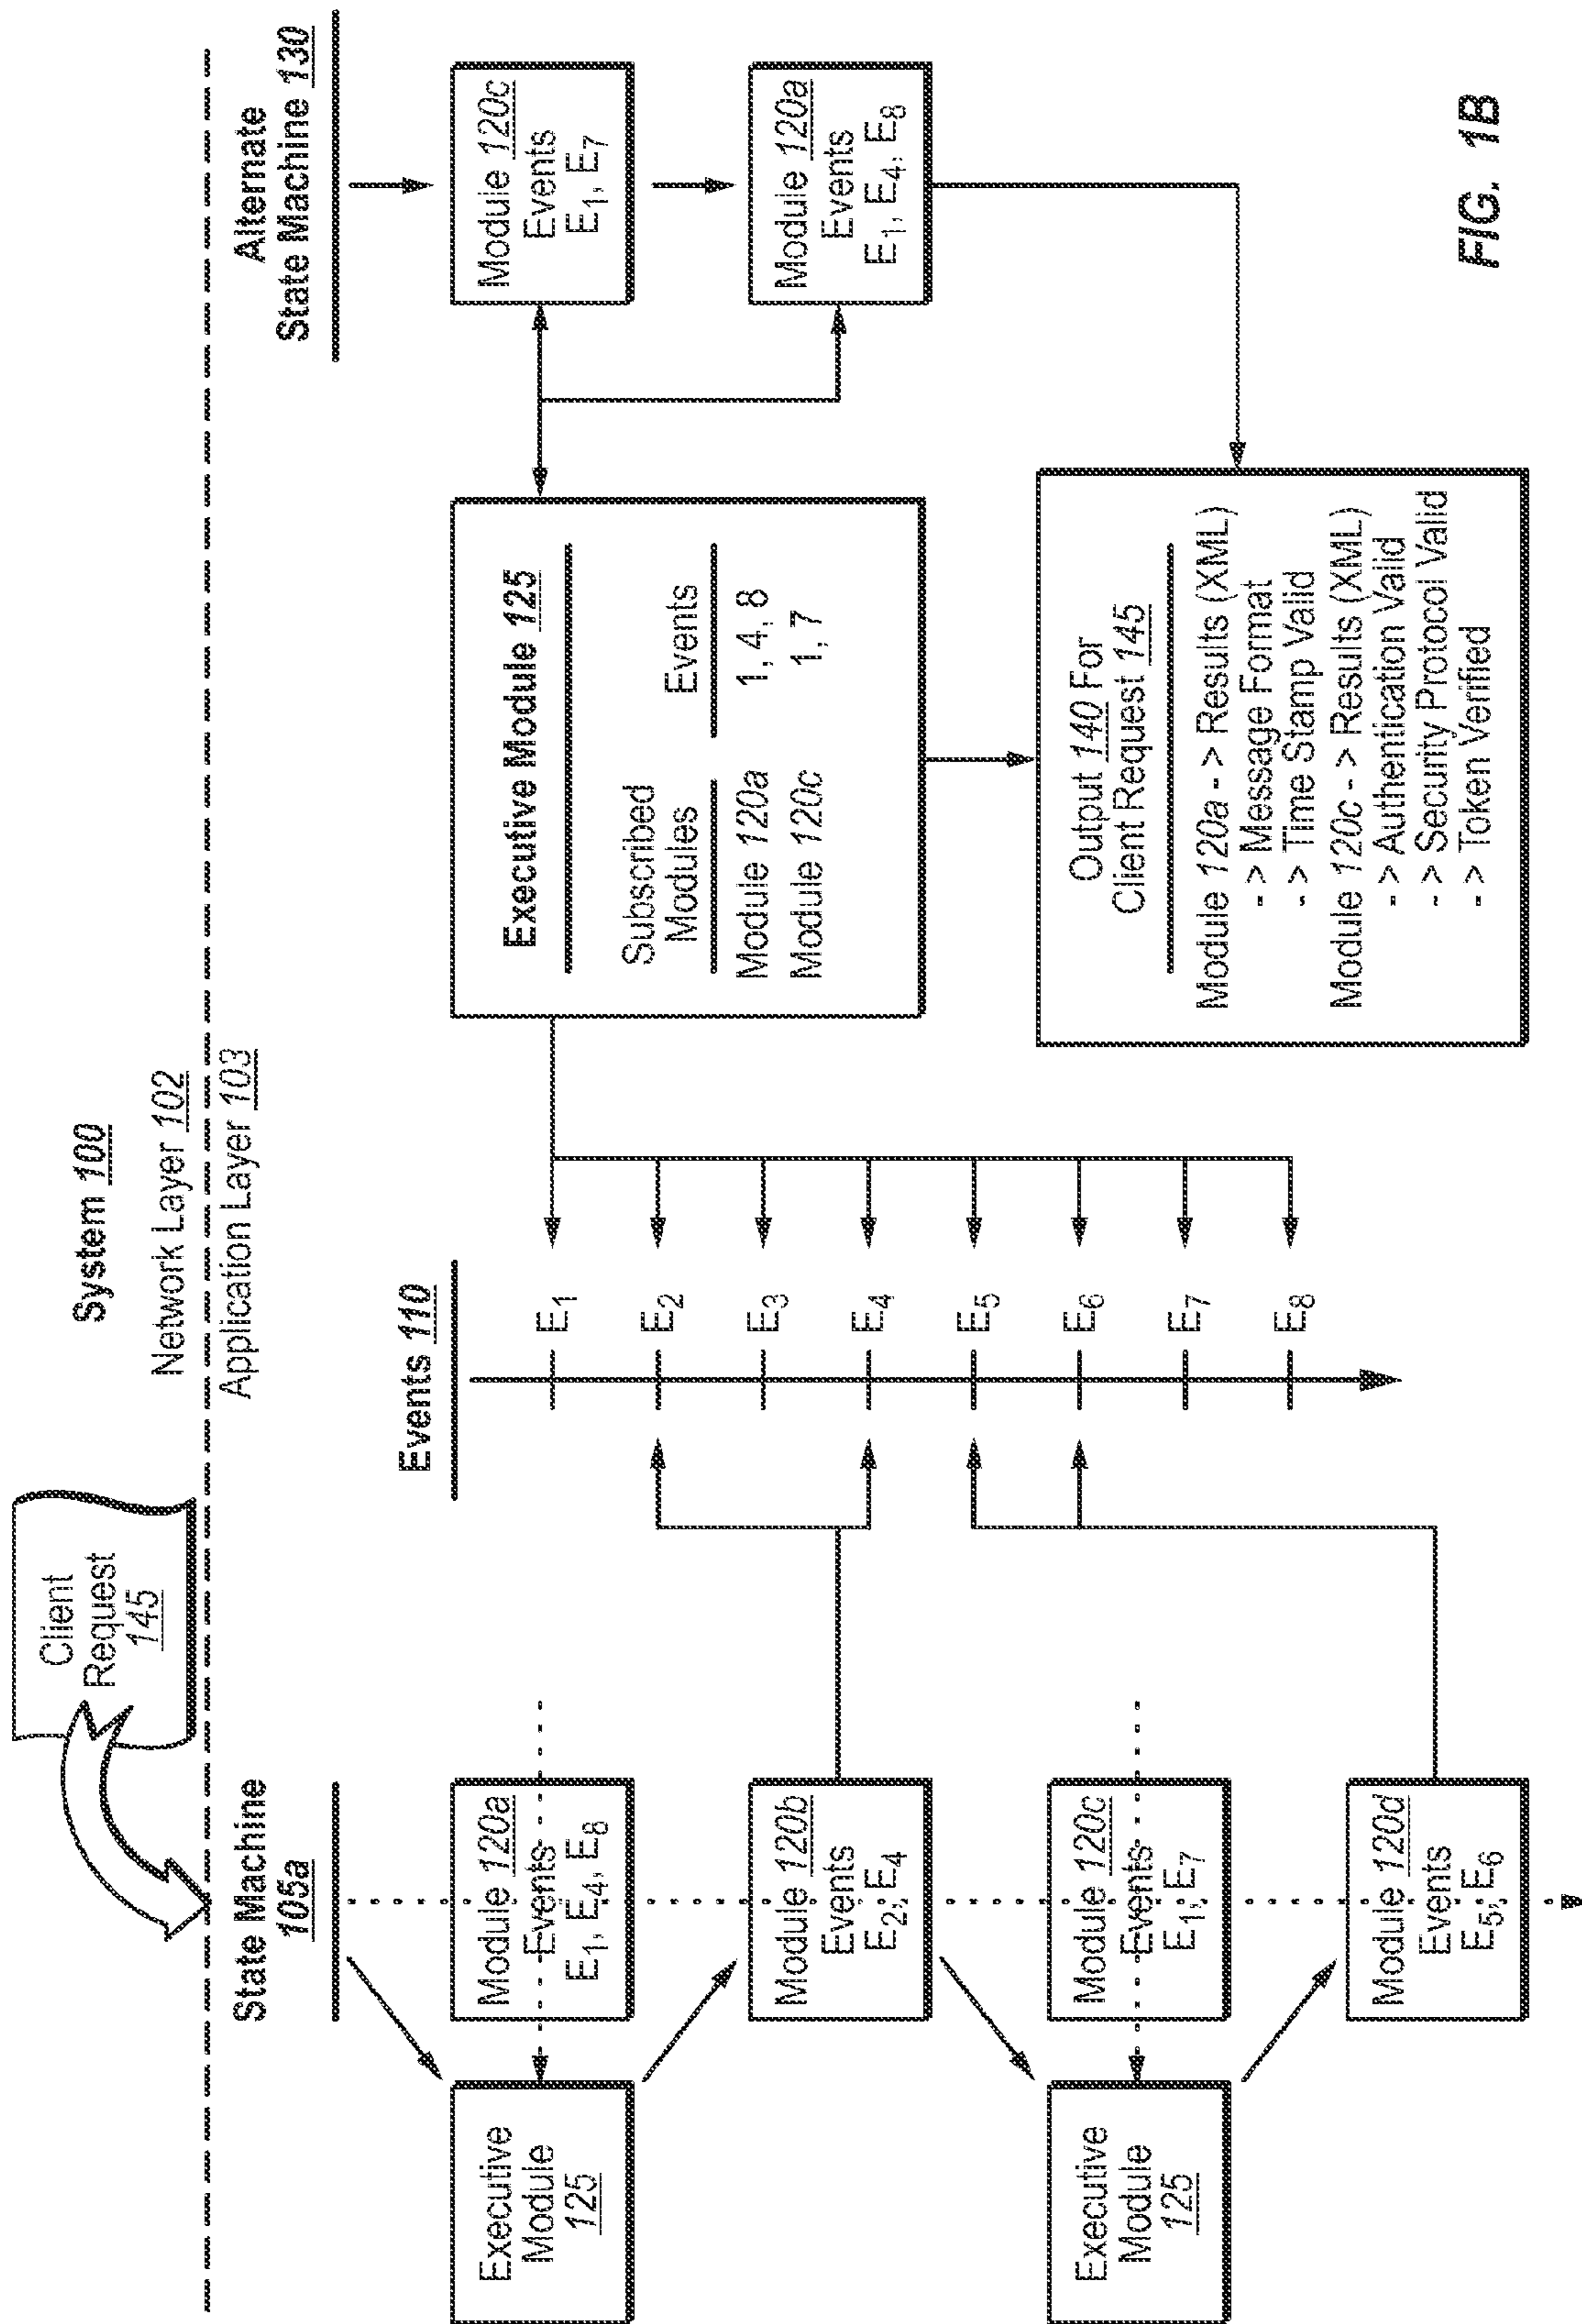 System 100
Network Layer 102
Application Layer 103
Client
Request
145
State Machine
105a
Executive
Module
125
Module 120a
Events
E1, E4, E8
Module 120b
Events
E2, E4
Executive
Module
125
Module 120c
Events
E1, E7
Module 120d
Events
E5, E6
Events 110
E1
E2
E3
E4
E5
E6
E7
E8
Executive Module 125
Subscribed
Modules
Events
Module 120a 1, 4, 8
Module 120c 1, 7
Output 140 For
Client Request 145
Module 120a - > Results (XML)
- > Message Format
- > Time Stamp Valid
Module 120c - > Results (XML)
- > Authentication Valid
- > Security Protocol Valid
- > Token Verified
Alternate
State Machine 130
Module 120c
Events
E1, E7
Module 120a
Events
E1, E4, E8
FIG. 1B